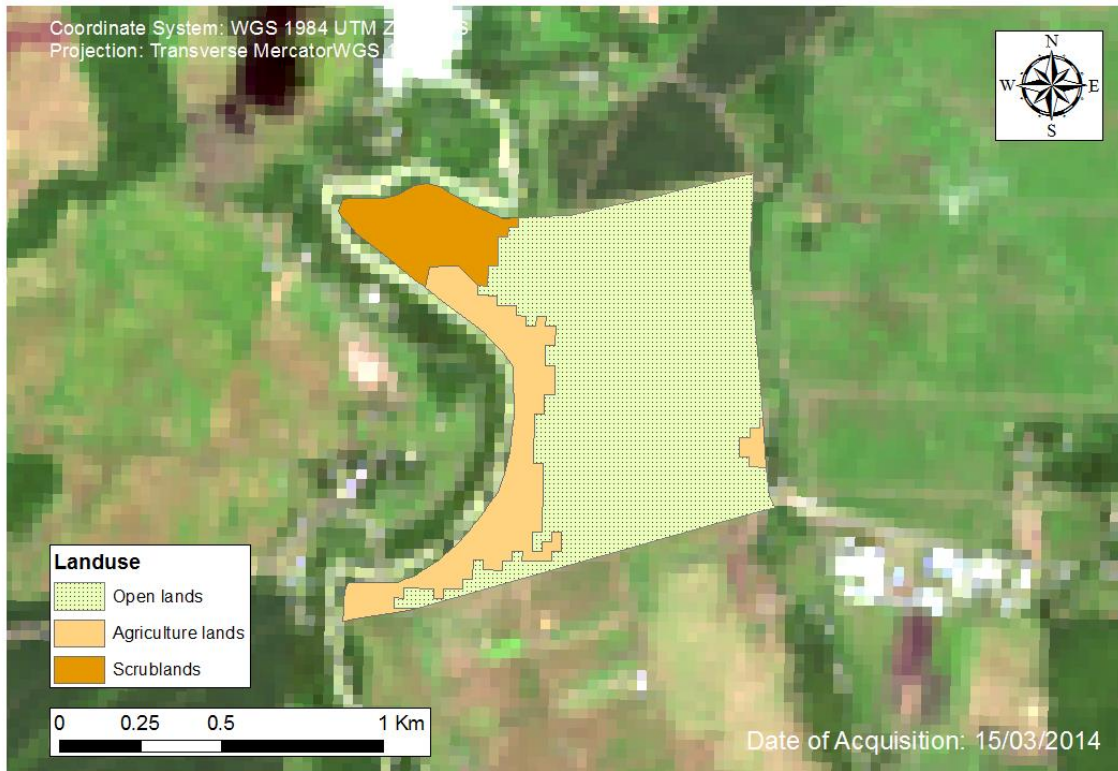 Coordinate System: WGS 1984 UTM
Projection: Transverse MercatorWGS
N
W E
S
Landuse
Open lands
Agriculture lands
Scrublands
0 0.25 0.5 1 Km
Date of Acquisition: 15/03/2014